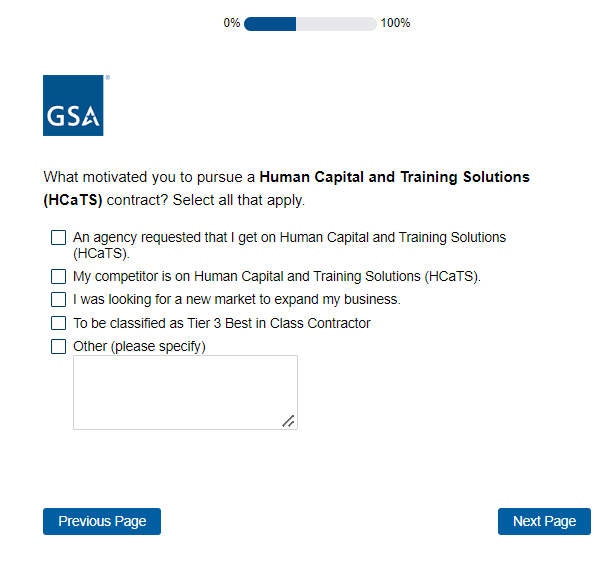 0% 100%
®
GSA
What motivated you to pursue a Human Capital and Training Solutions
(HCaTS) contract? Select all that apply.
An agency requested that I get on Human Capital and Training Solutions
(HCaTS).
My competitor is on Human Capital and Training Solutions (HCaTS).
I was looking for a new market to expand my business.
To be classified as Tier 3 Best in Class Contractor
Other (please specify)
Previous Page Next Page